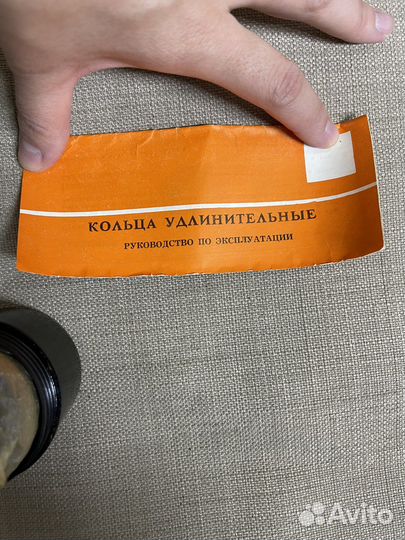 КОЛЬЦА УДЛИНИТЕЛЬНЫЕ
РУКОВОДСТВО ПО ЭКСПЛУАТАЦИИ
Avito